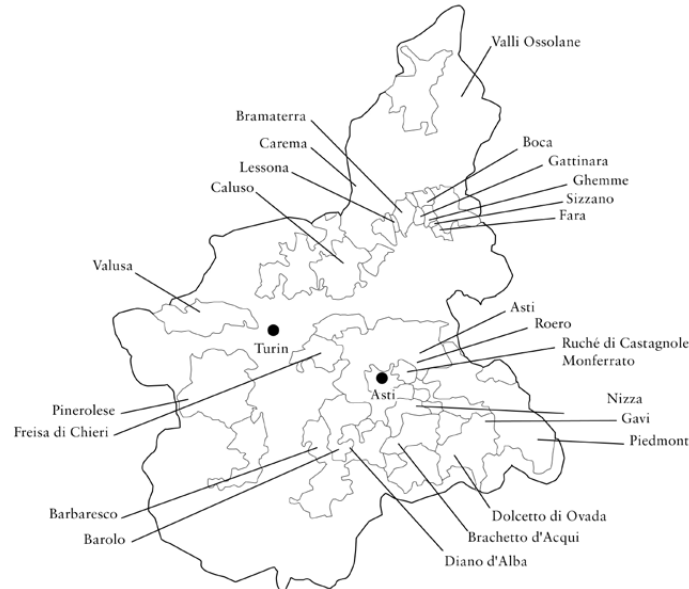 Valli Ossolane
Bramaterra
Carema
Lessona
Caluso
Boca
Gattinara
Ghemme
Sizzano
Fara
Valusa
Turin
Asti
Roero
Ruché di Castagnole
Monferrato
Asti
Nizza
Gavi
Piedmont
Pinerolese
Freisa di Chieri
Barbaresco
Barolo
Dolcetto di Ovada
Brachetto d'Acqui
Diano d'Alba